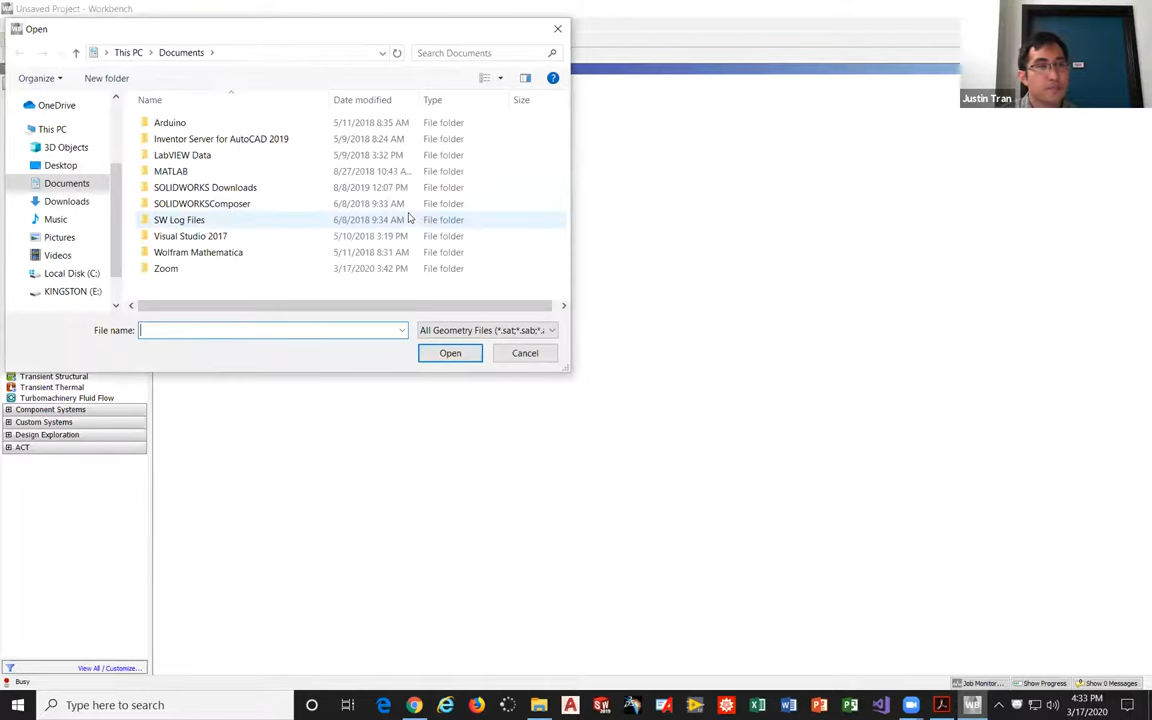 Unsaved Project - Workbench
Open
This PC > Documents >
Search Documents
Organize
New folder
Name
Date modified
Type
Size
OneDrive
This PC
3D Objects
Desktop
Documents
Downloads
Music
Pictures
Videos
Local Disk (C:)
KINGSTON (E:)
Arduino 5/11/2018 8:35 AM File folder
Inventor Server for AutoCAD 2019 5/9/2018 8:24 AM File folder
LabVIEW Data 5/9/2018 3:32 PM File folder
MATLAB 8/27/2018 10:43 A... File folder
SOLIDWORKS Downloads 8/8/2019 12:07 PM File folder
SOLIDWORKSComposer 6/8/2018 9:33 AM File folder
SW Log Files 6/8/2018 9:34 AM File folder
Visual Studio 2017 5/10/2018 3:19 PM File folder
Wolfram Mathematica 5/11/2018 8:31 AM File folder
Zoom 3/17/2020 3:42 PM File folder
File name:
All Geometry Files (*.sat;*.sab;*.
Open
Cancel
Transient Structural
Transient Thermal
Turbomachinery Fluid Flow
Component Systems
Custom Systems
Design Exploration
ACT
View All / Customize...
Busy
Job Monitor...
Show Progress
Show 0 Messages
Justin Tran
Type here to search
4:33 PM
3/17/2020